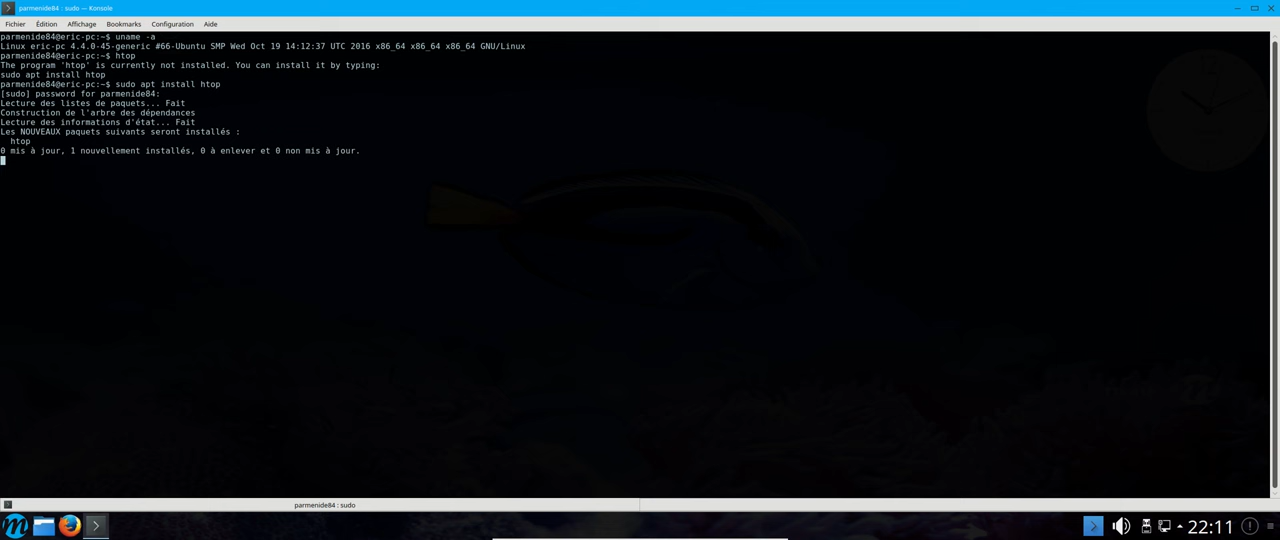 parmenide84 : sudo — Konsole
Fichier Édition Affichage Bookmarks Configuration Aide
parmenide84@eric-pc:~$ uname -a
Linux eric-pc 4.4.0-45-generic #66-Ubuntu SMP Wed Oct 19 14:12:37 UTC 2016 x86_64 x86_64 x86_64 GNU/Linux
parmenide84@eric-pc:~$ htop
The program 'htop' is currently not installed. You can install it by typing:
sudo apt install htop
parmenide84@eric-pc:~$ sudo apt install htop
[sudo] password for parmenide84:
Lecture des listes de paquets... Fait
Construction de l'arbre des dépendances
Lecture des informations d'état... Fait
Les NOUVEAUX paquets suivants seront installés :
htop
0 mis à jour, 1 nouvellement installés, 0 à enlever et 0 non mis à jour.
parmenide84 : sudo
22:11